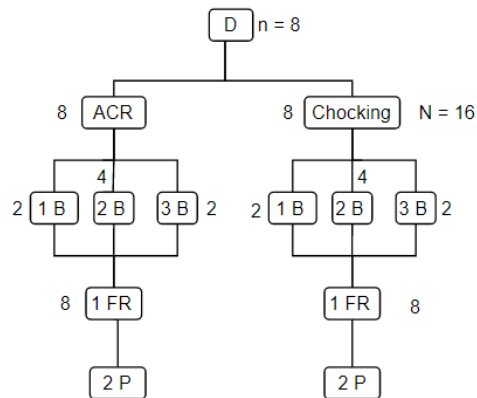 D n = 8
8 ACR 8 Chocking N = 16
4 4
2 1 B 2 B 3 B 2 2 1 B 2 B 3 B 2
8 1 FR 1 FR 8
2 P 2 P